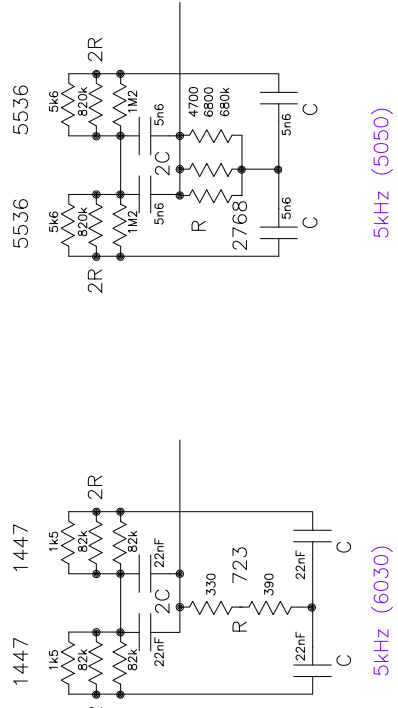 5536
5536
2R
2R
5k6
820k
1M2
5n6
5k6
820k
1M2
5n6
2C
4700
6800
680k
R
2768
5n6
C
5n6
C
5kHz (5050)
1447
1447
2R
1k5
82k
82k
22nF
1k5
82k
82k
22nF
2C
330
R
723
390
22nF
C
22nF
C
5kHz (6030)